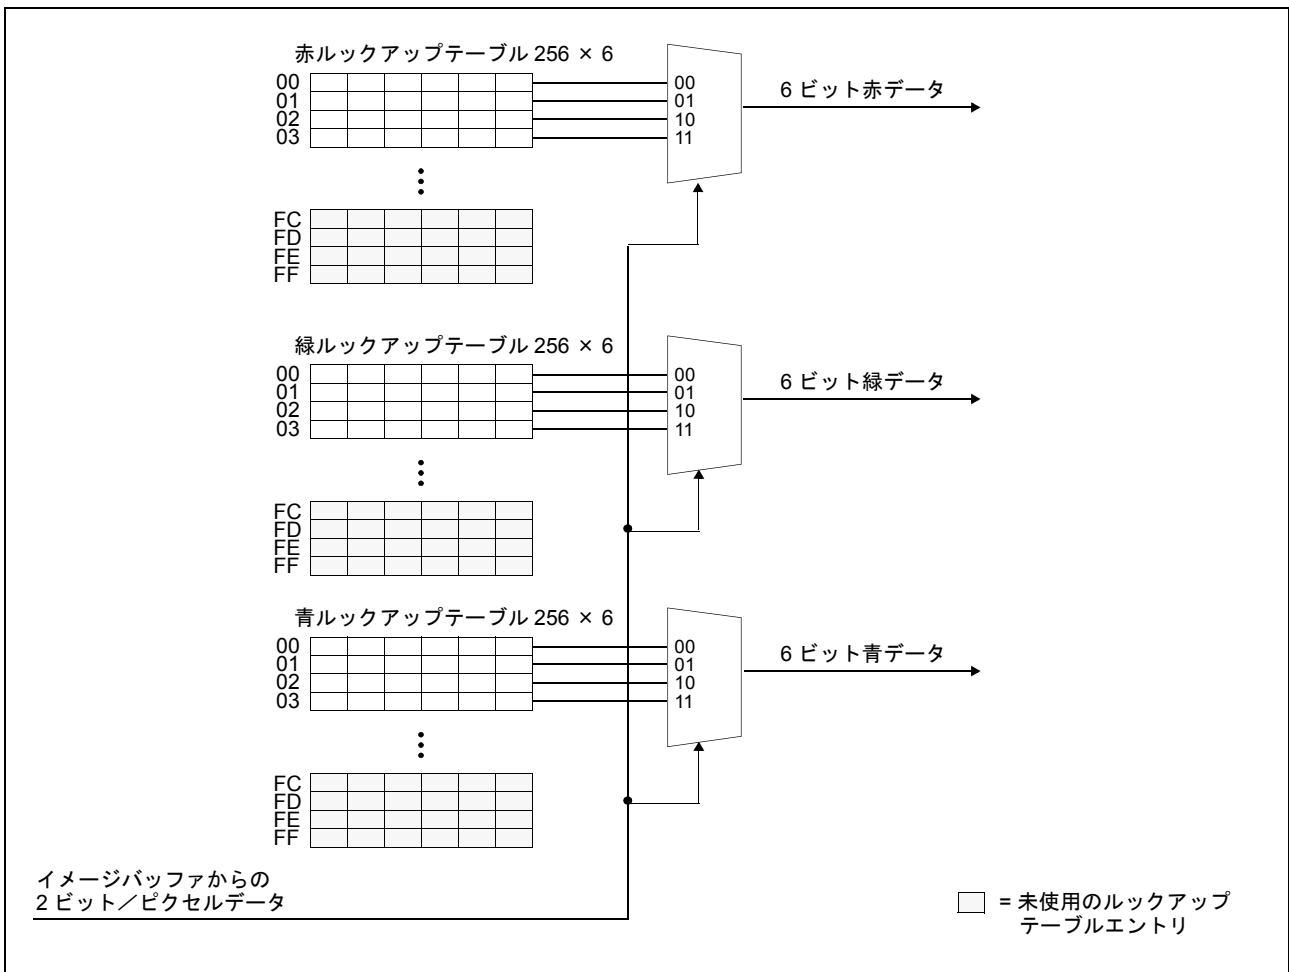 赤ルックアップテーブル 256 × 6
00
01
02
03
00
01
10
11
6 ビット赤データ
FC
FD
FE
FF
緑ルックアップテーブル 256 × 6
00
01
02
03
00
01
10
11
6 ビット緑データ
FC
FD
FE
FF
青ルックアップテーブル 256 × 6
00
01
02
03
00
01
10
11
6 ビット青データ
FC
FD
FE
FF
イメージバッファからの
2 ビット／ピクセルデータ
= 未使用のルックアップ
テーブルエントリ